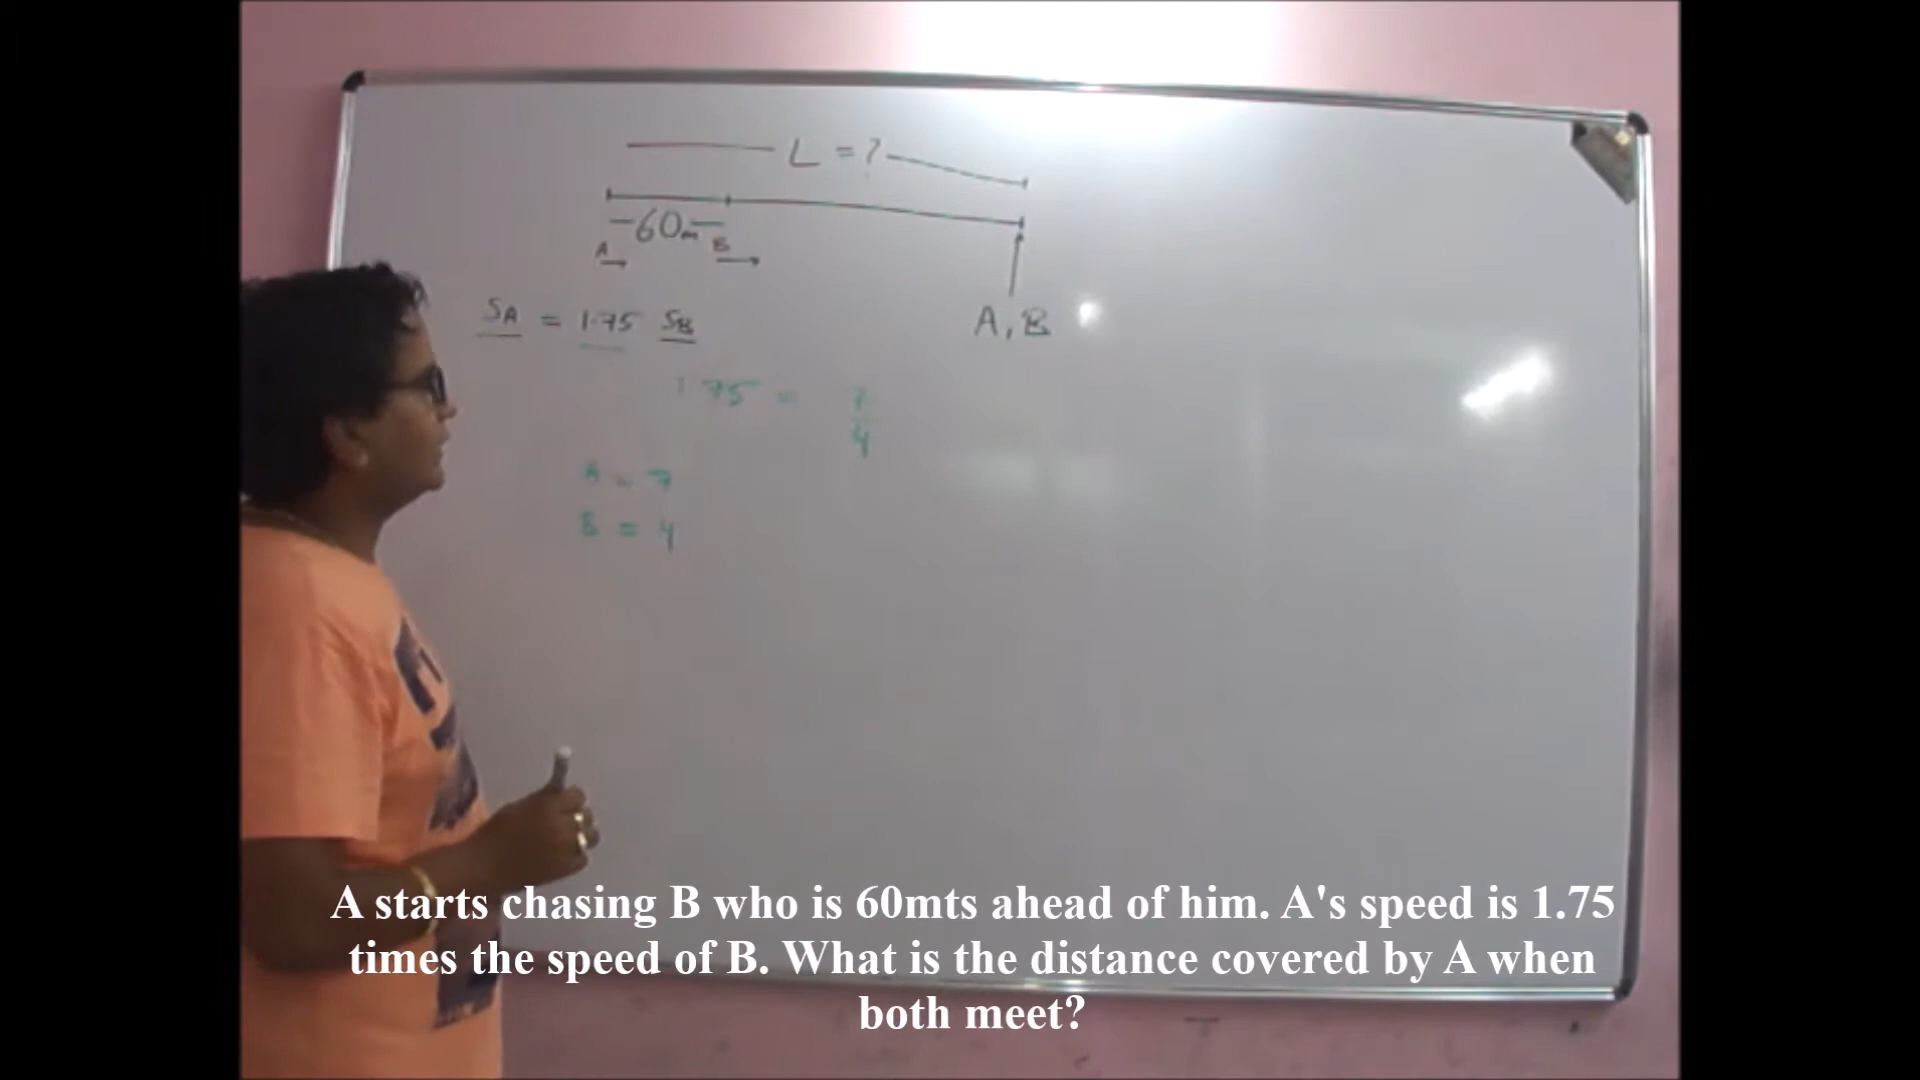 L = ?
60m
A B
A, B
SA = 1.75 SB
1.75 = 7/4
A = 7
B = 4
A starts chasing B who is 60mts ahead of him. A's speed is 1.75
times the speed of B. What is the distance covered by A when
both meet?